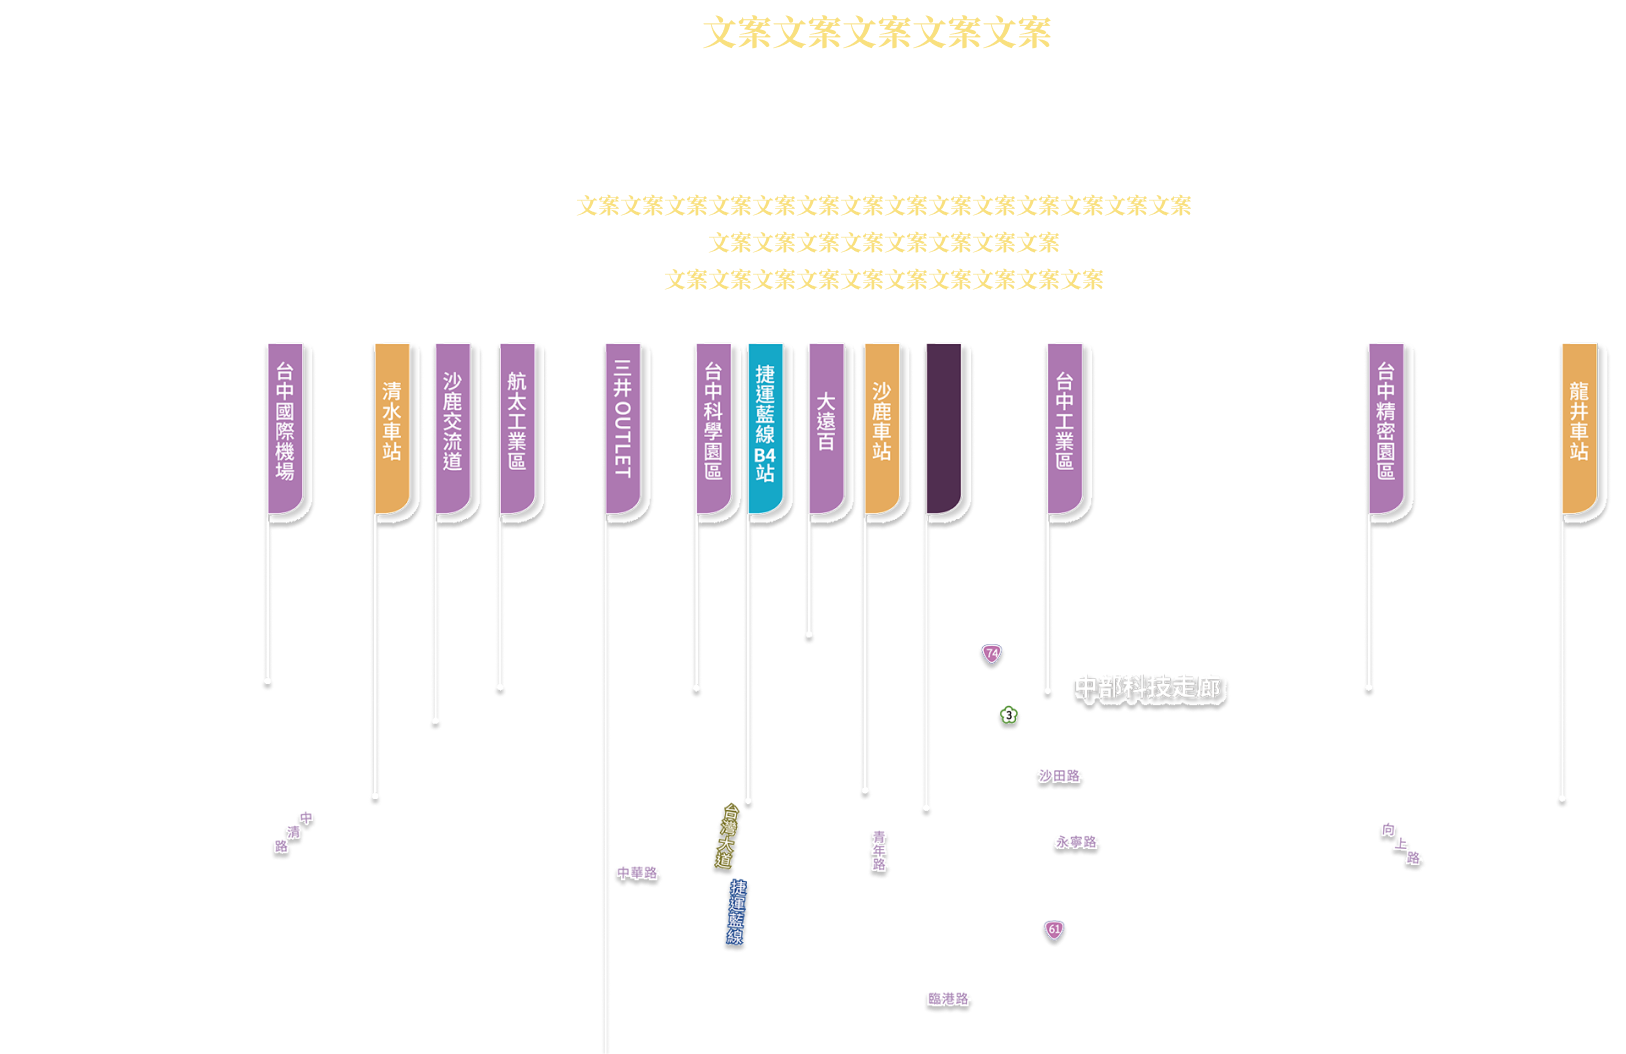 文案文案文案文案文案
文案文案文案文案文案文案文案文案文案文案文案文案文案文案
文案文案文案文案文案文案文案文案
文案文案文案文案文案文案文案文案文案文案
台中國際機場
清水車站
沙鹿交流道
航太工業區
三井OUTLET
台中科學園區
捷運藍線B4站
大遠百
沙鹿車站
台中工業區
台中精密園區
龍井車站
74
中部科技走廊
3
沙田路
台灣大道
中清路
青年路
永寧路
向上路
中華路
捷運藍線
61
臨港路